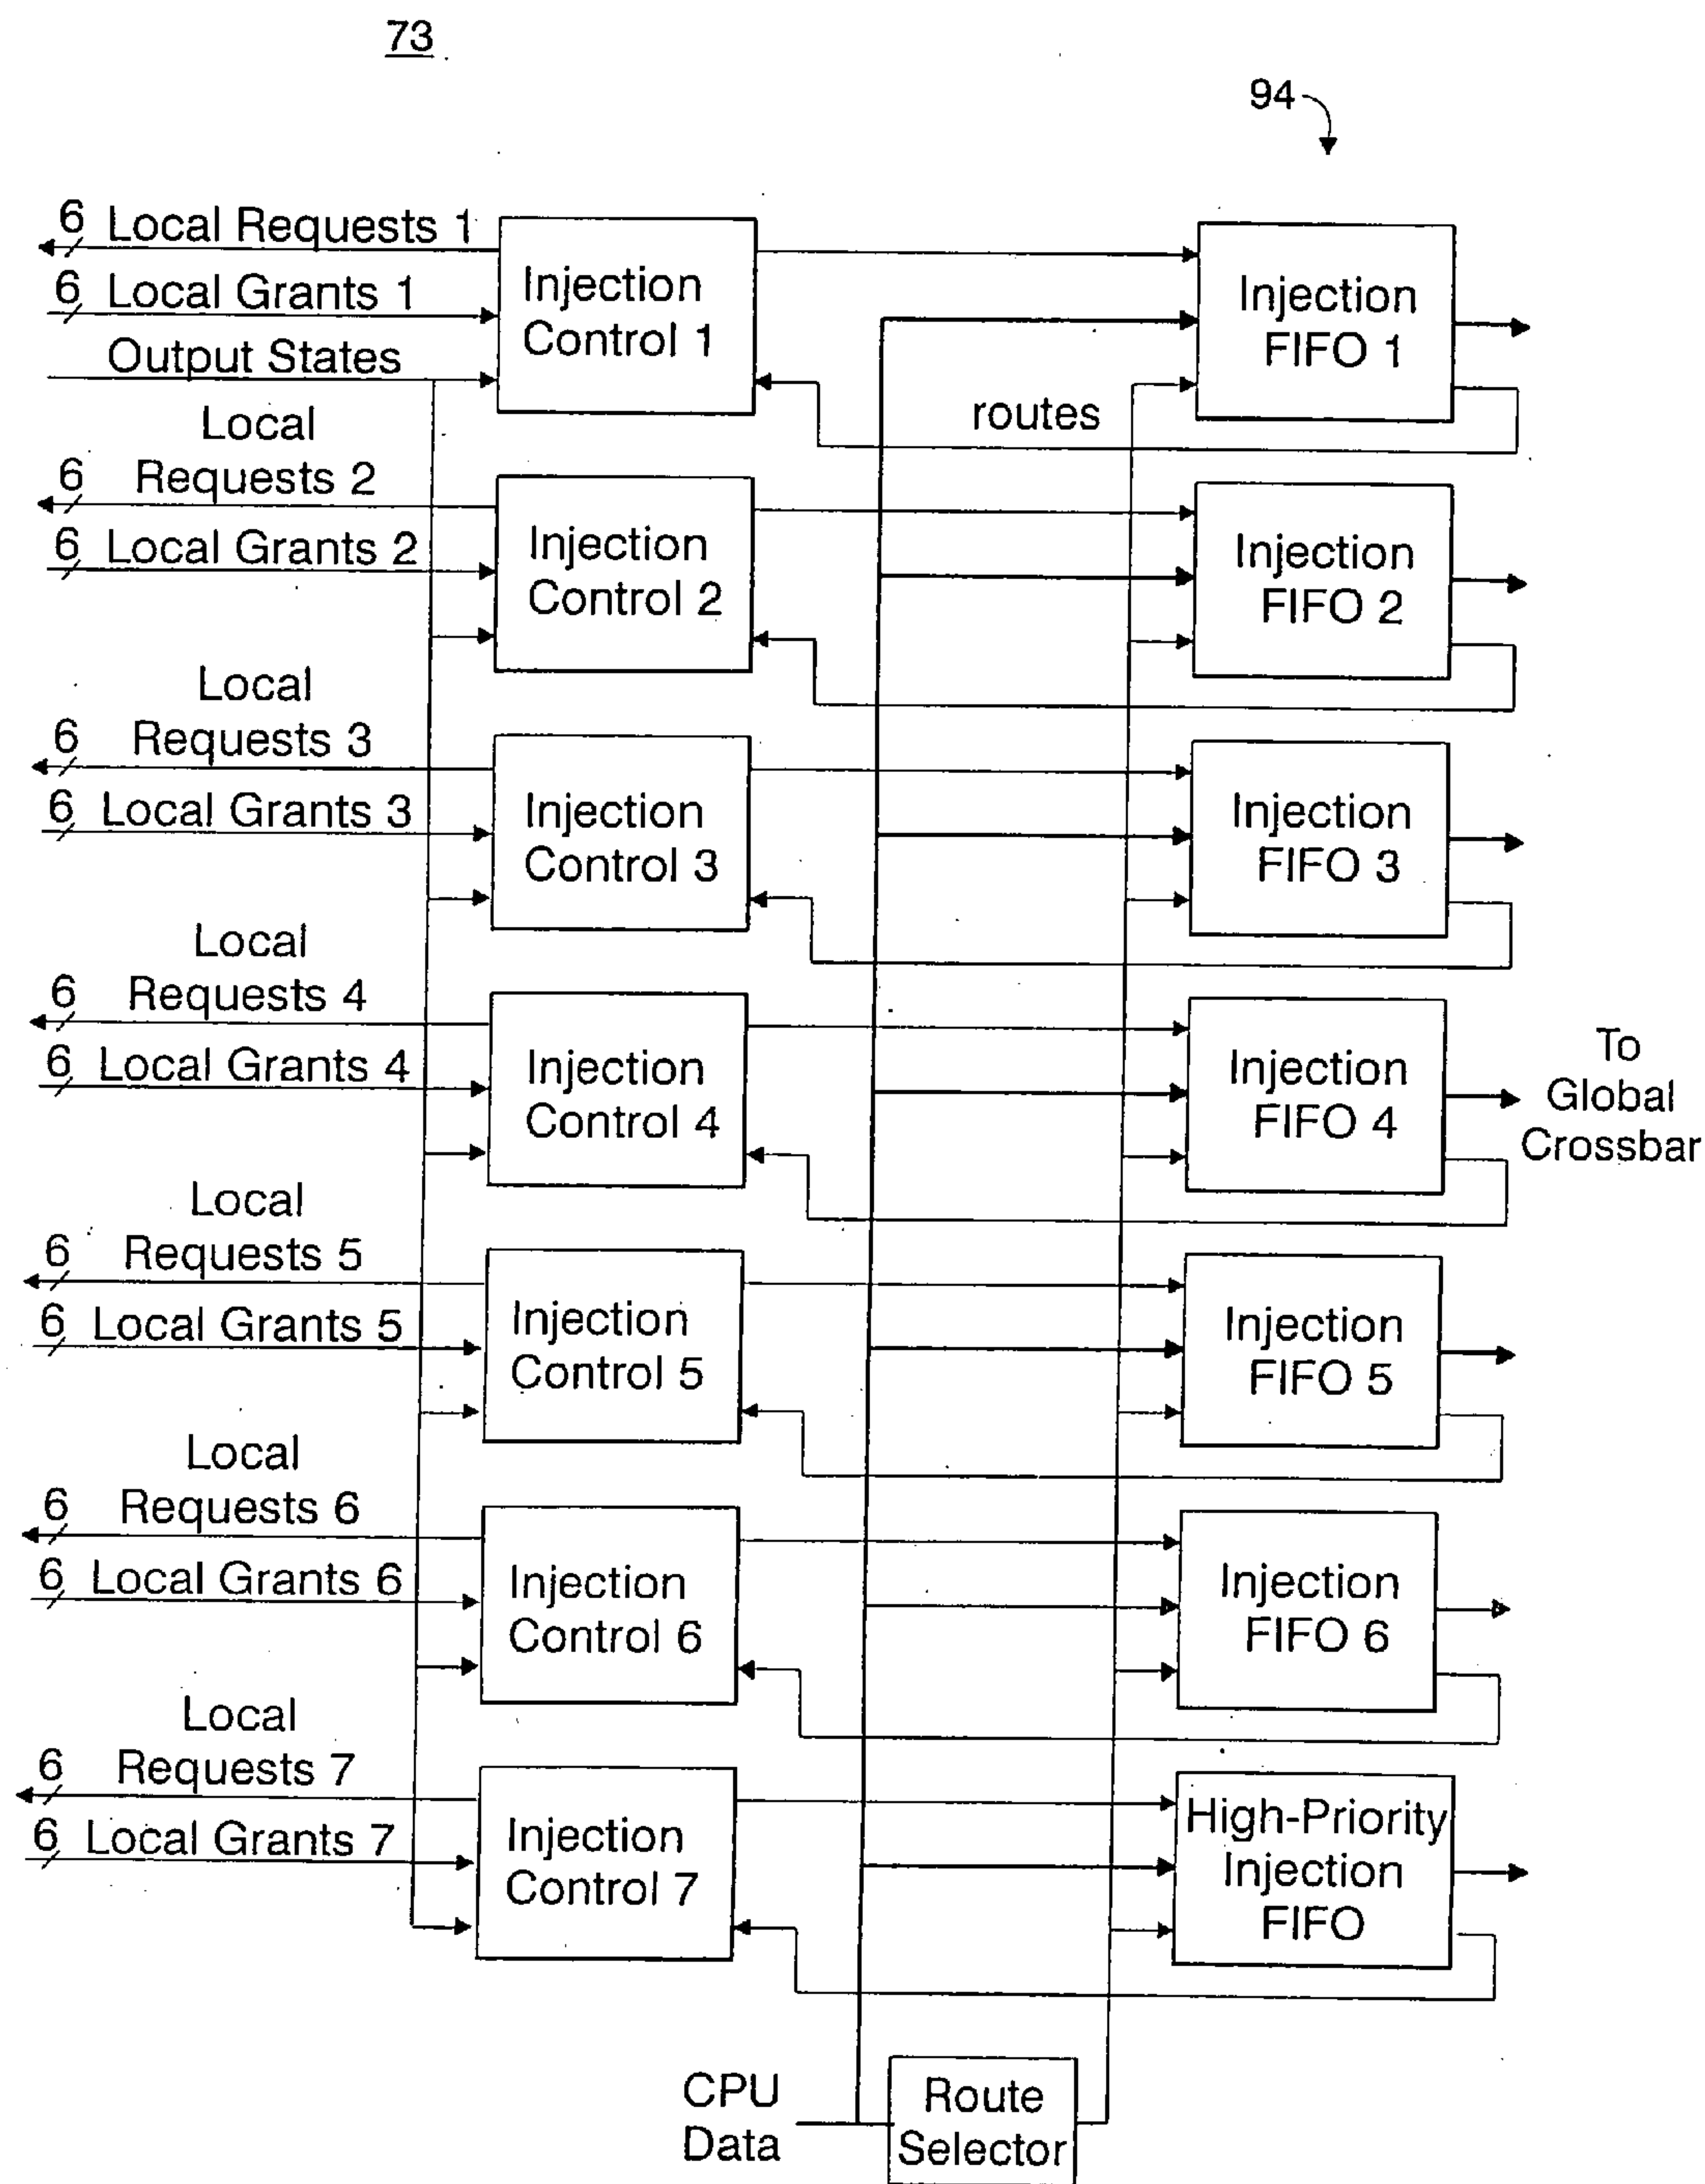 73
94
6 Local Requests 1
6 Local Grants 1
Output States
Injection
Control 1
Injection
FIFO 1
routes
Local
6 Requests 2
6 Local Grants 2
Injection
Control 2
Injection
FIFO 2
Local
6 Requests 3
6 Local Grants 3
Injection
Control 3
Injection
FIFO 3
Local
6 Requests 4
6 Local Grants 4
Injection
Control 4
Injection
FIFO 4
To
Global
Crossbar
Local
6 Requests 5
6 Local Grants 5
Injection
Control 5
Injection
FIFO 5
Local
6 Requests 6
6 Local Grants 6
Injection
Control 6
Injection
FIFO 6
Local
6 Requests 7
6 Local Grants 7
Injection
Control 7
High-Priority
Injection
FIFO
CPU
Data
Route
Selector